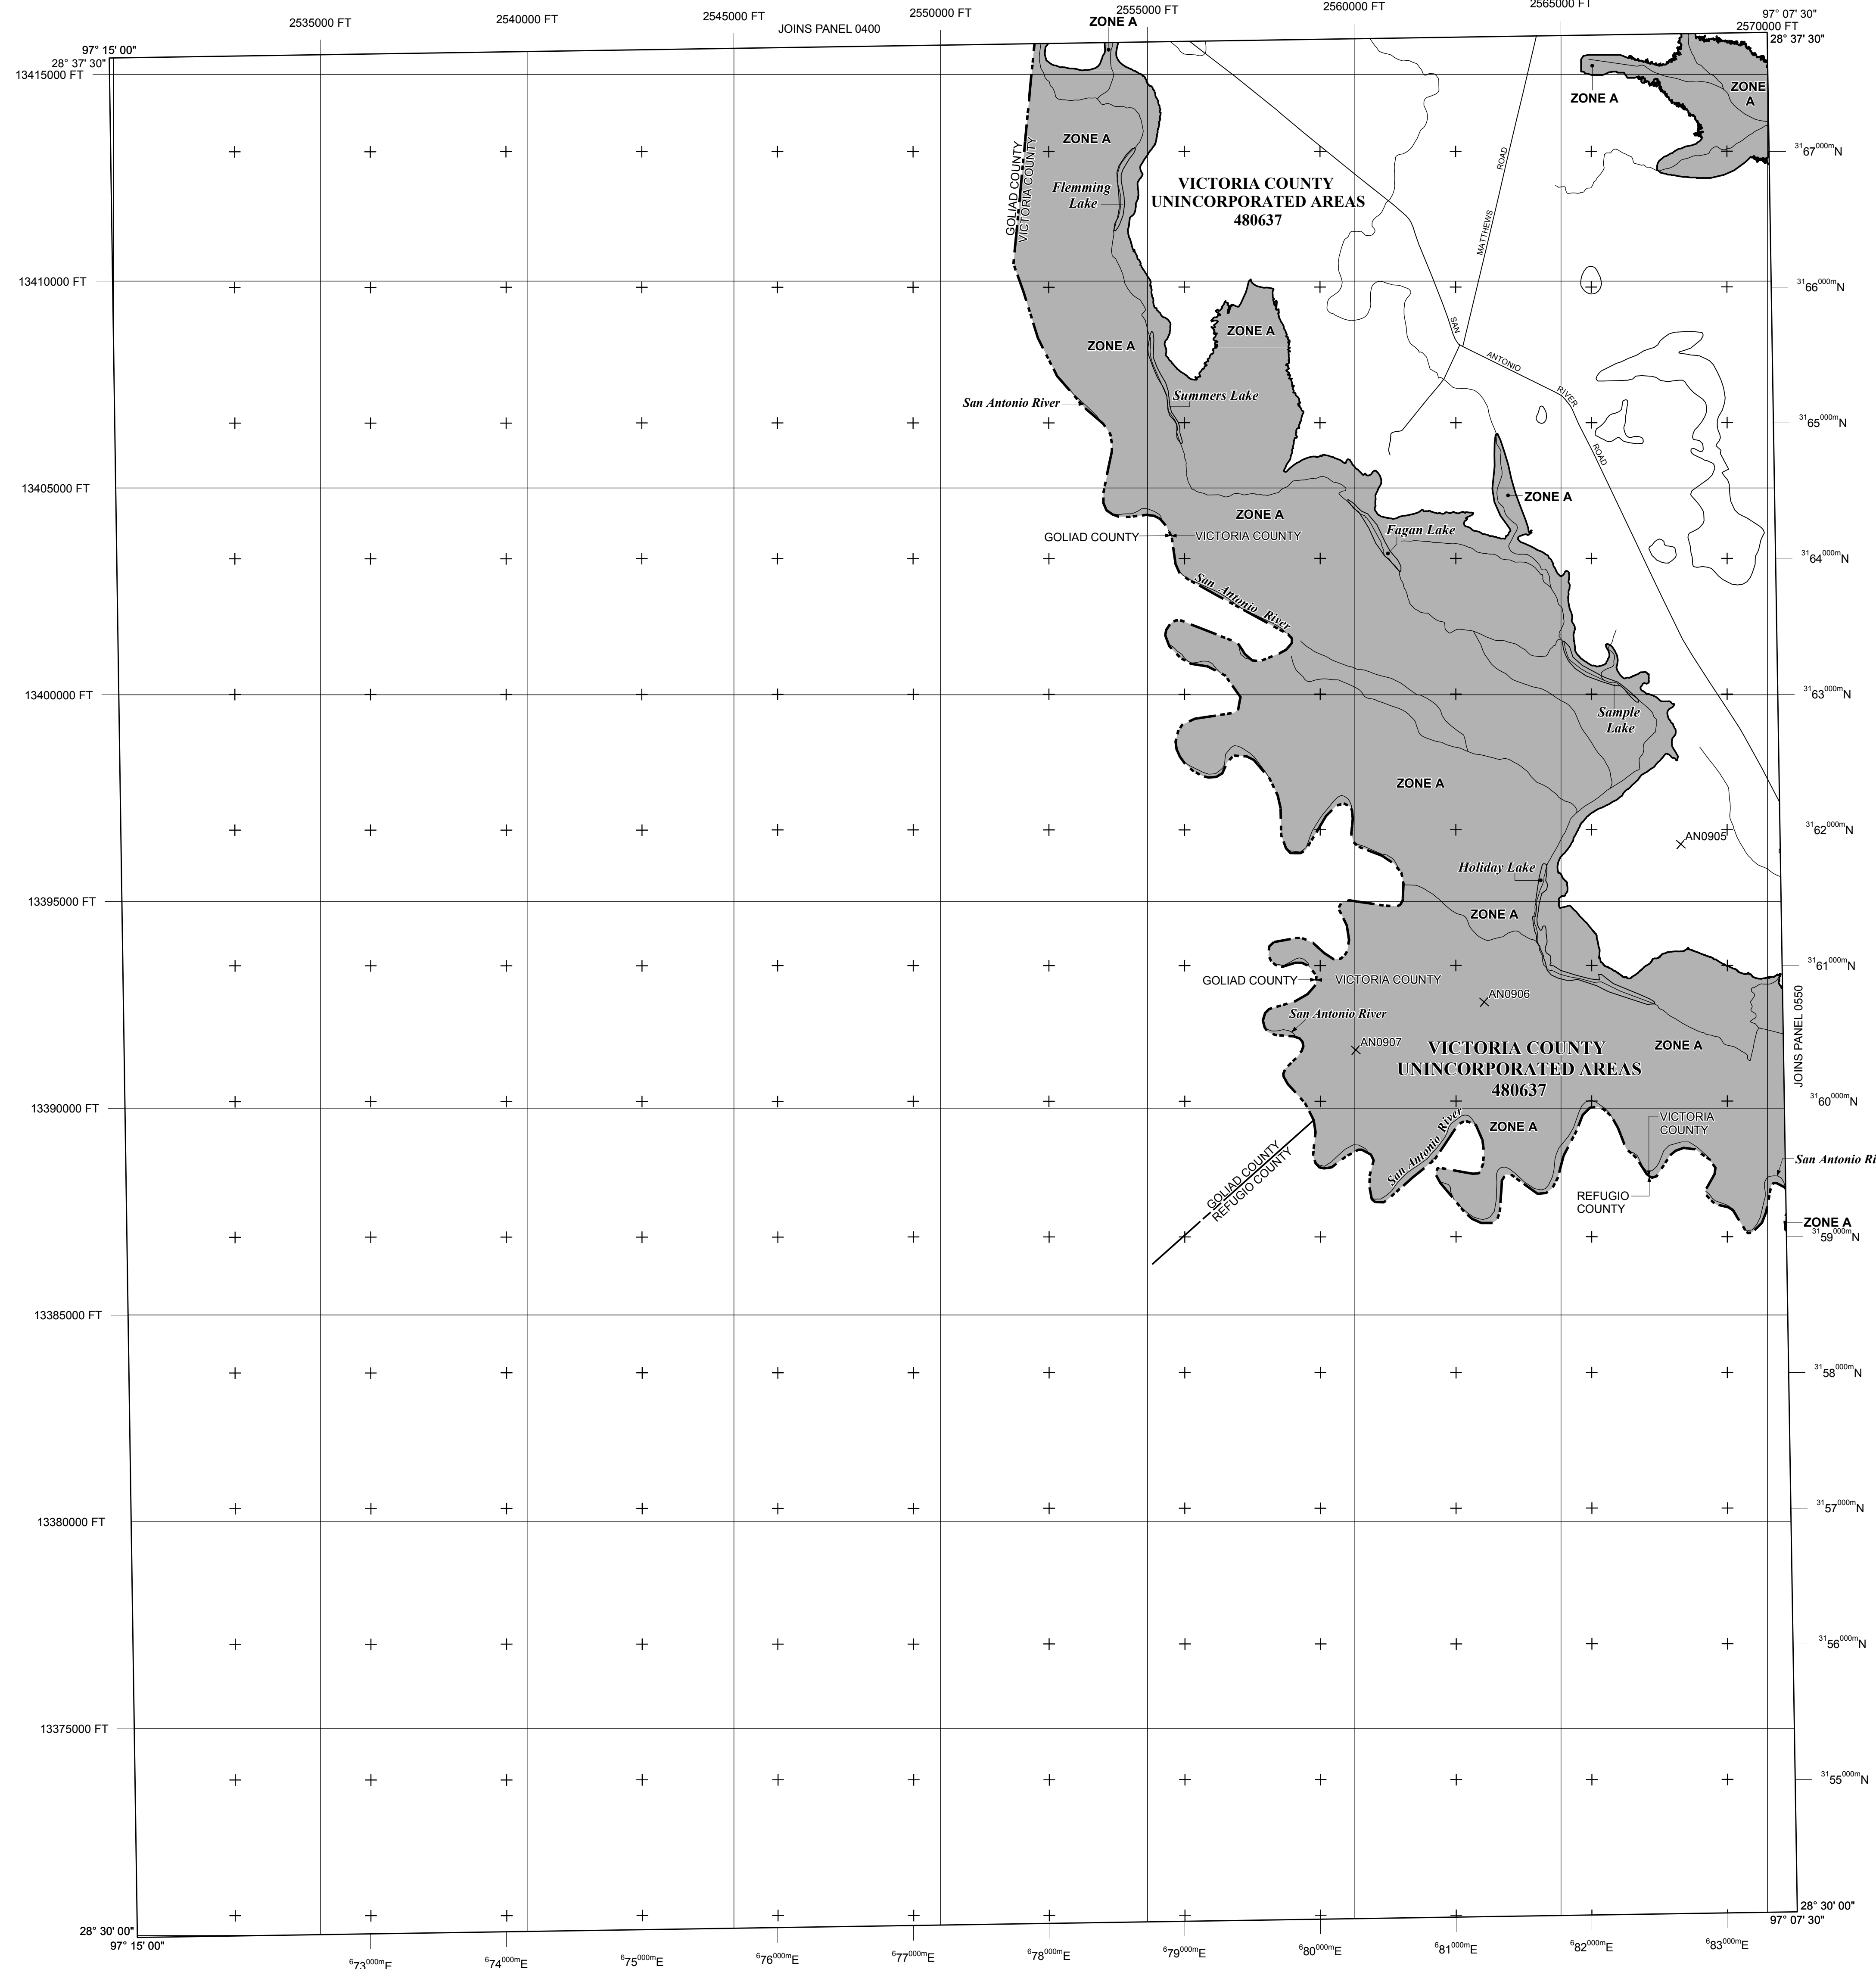 2535000 FT
2540000 FT
2545000 FT
2550000 FT
2555000 FT
2560000 FT
2565000 FT
97° 07' 30"
2570000 FT
JOINS PANEL 0400
ZONE A
97° 15' 00"
28° 37' 30"
28° 37' 30"
13415000 FT
ZONE A
ZONE
A
ZONE A
GOLIAD COUNTY
VICTORIA COUNTY
Flemming
Lake
VICTORIA COUNTY
UNINCORPORATED AREAS
480637
MATTHEWS
ROAD
3167000mN
13410000 FT
3166000mN
ZONE A
ZONE A
SAN
ANTONIO
RIVER
ROAD
San Antonio River
Summers Lake
3165000mN
13405000 FT
ZONE A
ZONE A
Fagan Lake
GOLIAD COUNTY
VICTORIA COUNTY
3164000mN
San Antonio River
13400000 FT
3163000mN
Sample
Lake
ZONE A
3162000mN
AN0905
Holiday Lake
13395000 FT
ZONE A
3161000mN
GOLIAD COUNTY
VICTORIA COUNTY
AN0906
San Antonio River
AN0907
VICTORIA COUNTY
UNINCORPORATED AREAS
480637
ZONE A
JOINS PANEL 0550
3160000mN
13390000 FT
San Antonio River
ZONE A
VICTORIA
COUNTY
GOLIAD COUNTY
REFUGIO COUNTY
San Antonio Ri
REFUGIO
COUNTY
ZONE A
3159000mN
13385000 FT
3158000mN
13380000 FT
3157000mN
3156000mN
13375000 FT
3155000mN
28° 30' 00"
97° 15' 00"
28° 30' 00"
97° 07' 30"
673000mE
674000mE
675000mE
676000mE
677000mE
678000mE
679000mE
680000mE
681000mE
682000mE
683000mE